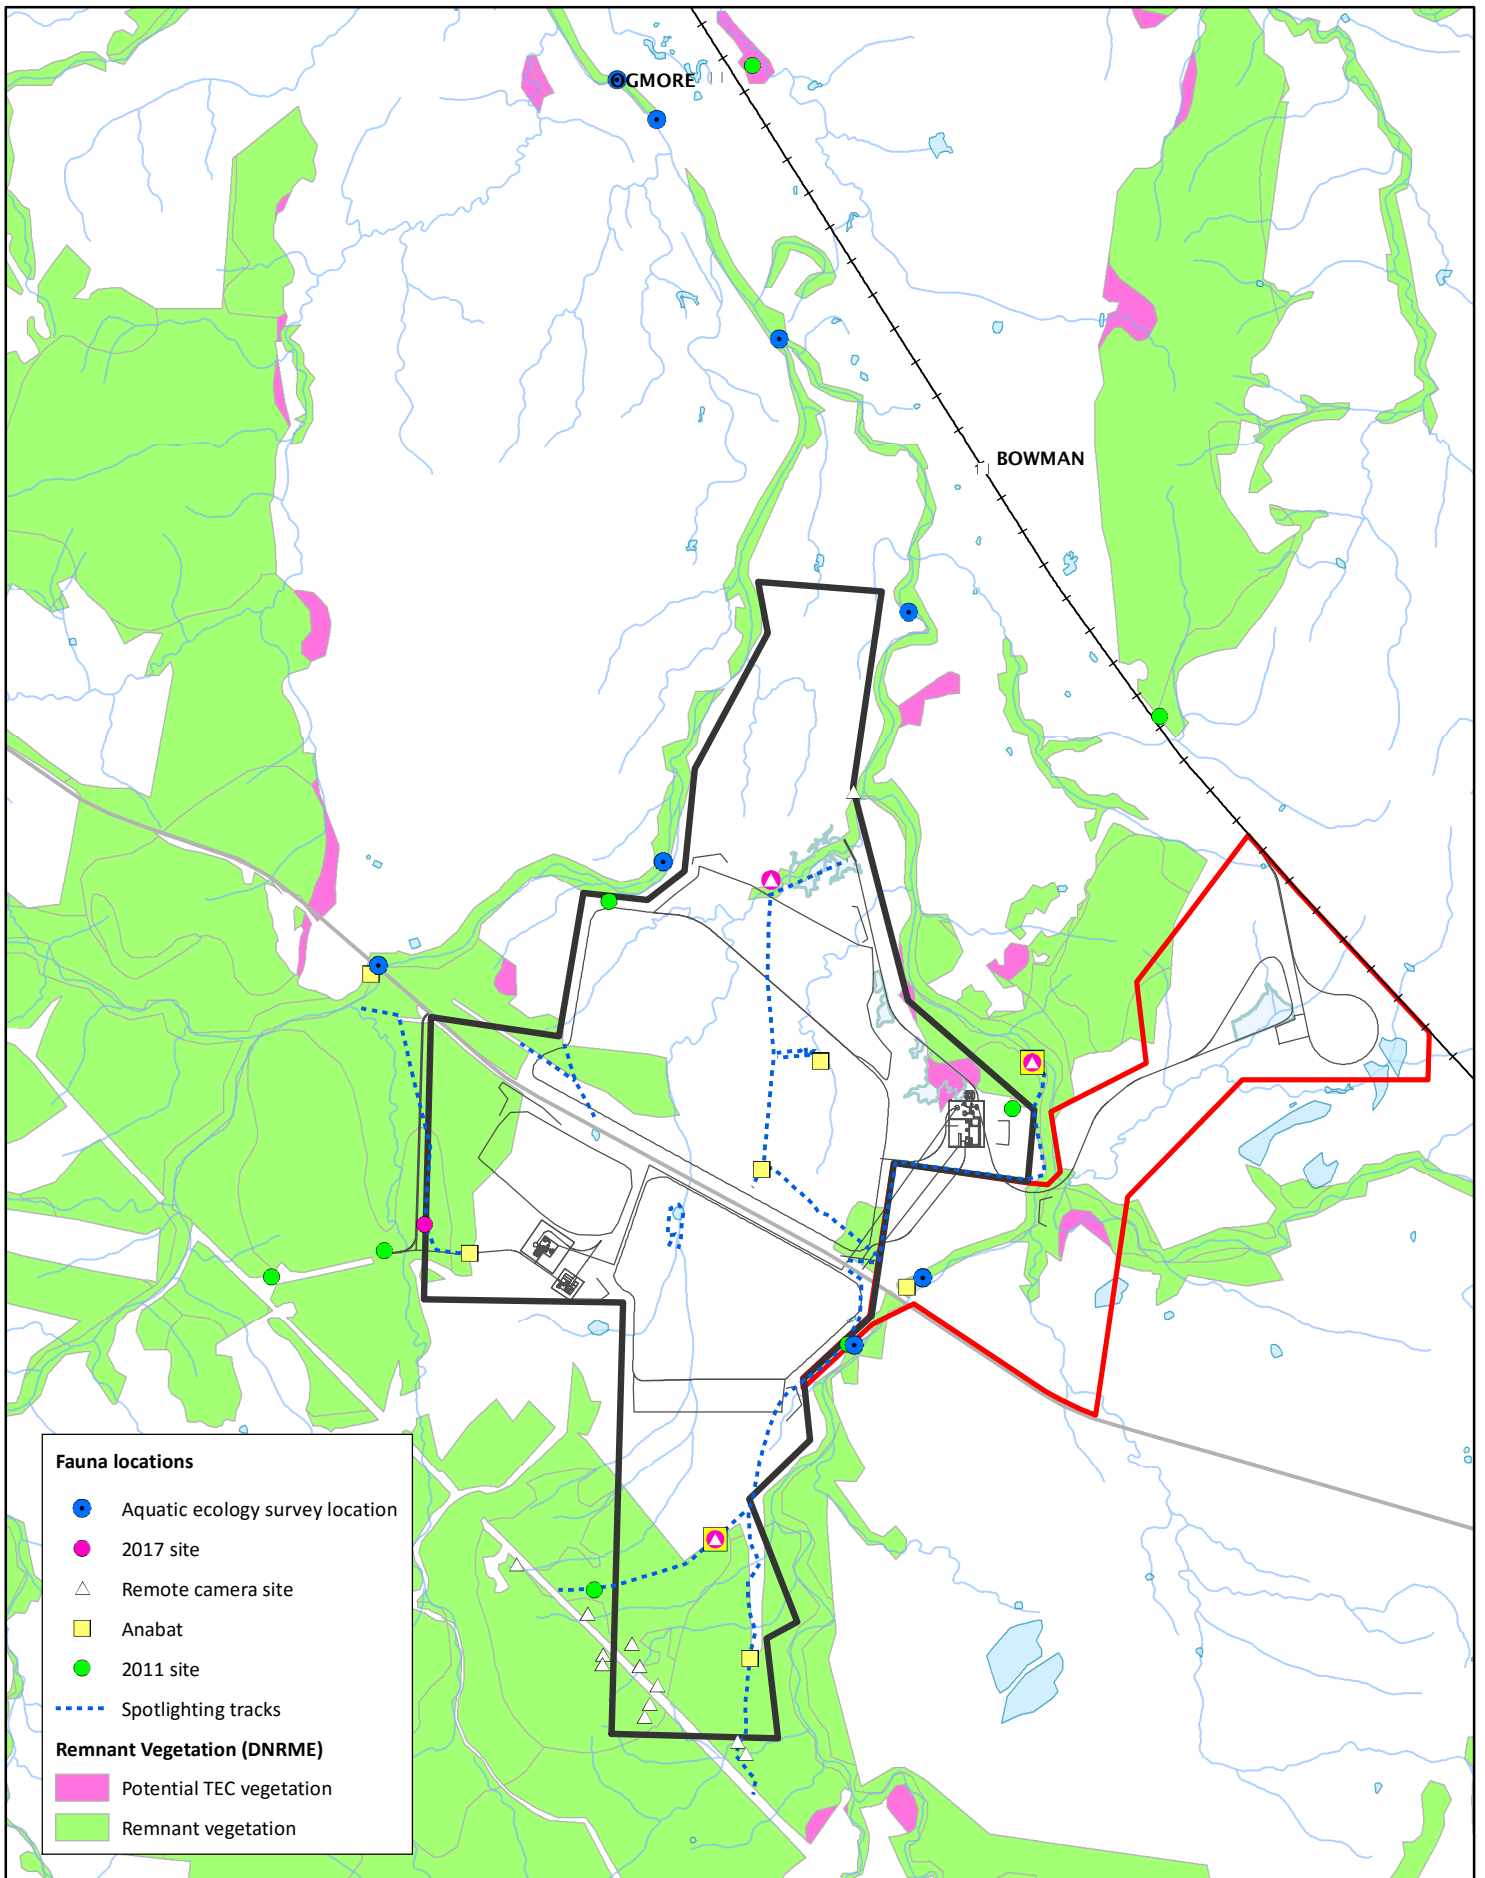 OGMORE
BOWMAN
Fauna locations
Aquatic ecology survey location
2017 site
Remote camera site
Anabat
2011 site
Spotlighting tracks
Remnant Vegetation (DNRME)
Potential TEC vegetation
Remnant vegetation